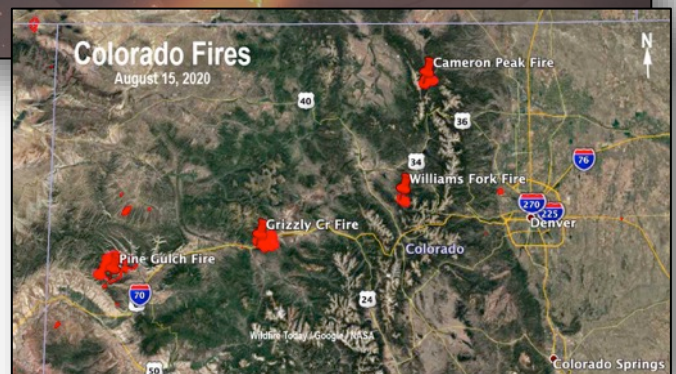 Colorado Fires
August 15, 2020
N
Cameron Peak Fire
40
36
34
76
Williams Fork Fire
270
225
Denver
Grizzly Cr Fire
Colorado
Pine Gulch Fire
70
24
Wildfire Today / Google / NASA
50
Colorado Springs